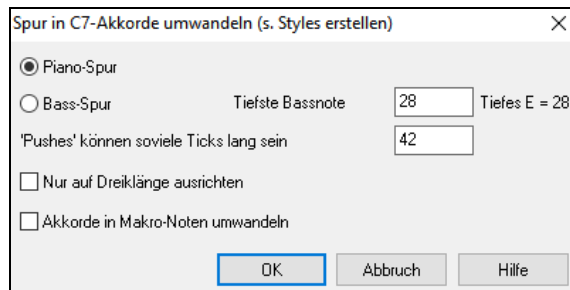 Spur in C7-Akkorde umwandeln (s. Styles erstellen)
Piano-Spur
Bass-Spur Tiefste Bassnote 28 Tiefes E = 28
'Pushes' können soviele Ticks lang sein 42
Nur auf Dreiklänge ausrichten
Akkorde in Makro-Noten umwandeln
OK Abbruch Hilfe